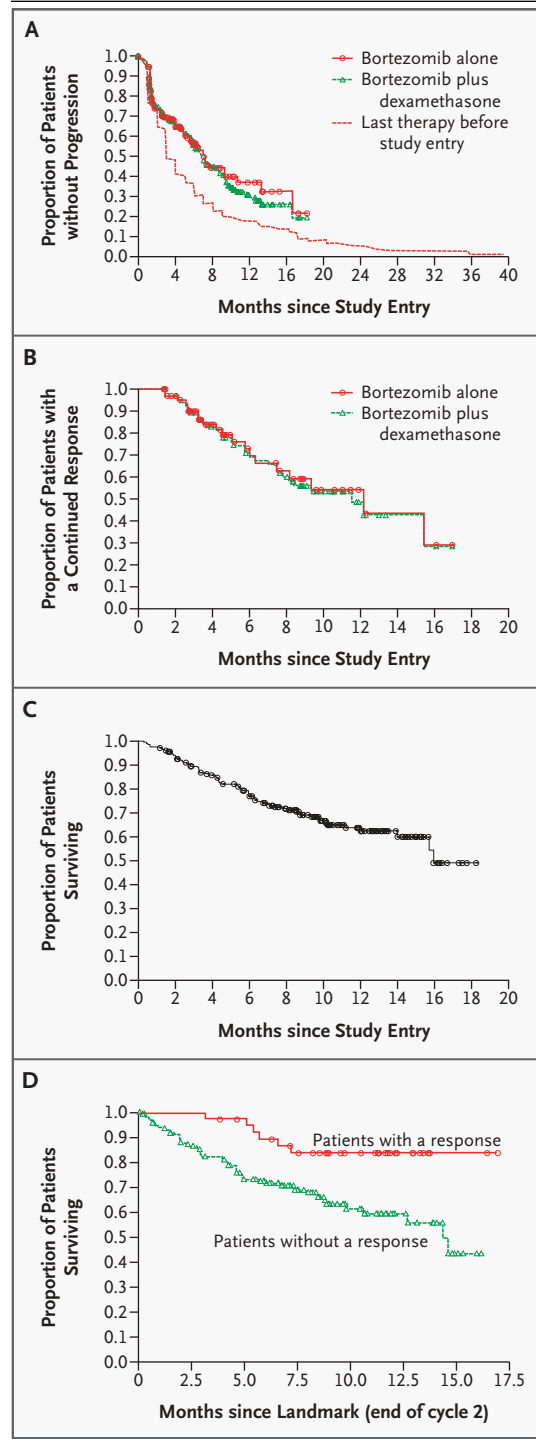 A
Proportion of Patients
without Progression
1.0
0.9
0.8
0.7
0.6
0.5
0.4
0.3
0.2
0.1
0.0
Bortezomib alone
Bortezomib plus
dexamethasone
Last therapy before
study entry
0 4 8 12 16 20 24 28 32 36 40
Months since Study Entry
B
Proportion of Patients with
a Continued Response
1.0
0.9
0.8
0.7
0.6
0.5
0.4
0.3
0.2
0.1
0.0
Bortezomib alone
Bortezomib plus
dexamethasone
0 2 4 6 8 10 12 14 16 18 20
Months since Study Entry
C
Proportion of Patients
Surviving
1.0
0.9
0.8
0.7
0.6
0.5
0.4
0.3
0.2
0.1
0.0
0 2 4 6 8 10 12 14 16 18 20
Months since Study Entry
D
Proportion of Patients
Surviving
1.0
0.9
0.8
0.7
0.6
0.5
0.4
0.3
0.2
0.1
0.0
Patients with a response
Patients without a response
0.0 2.5 5.0 7.5 10.0 12.5 15.0 17.5
Months since Landmark (end of cycle 2)